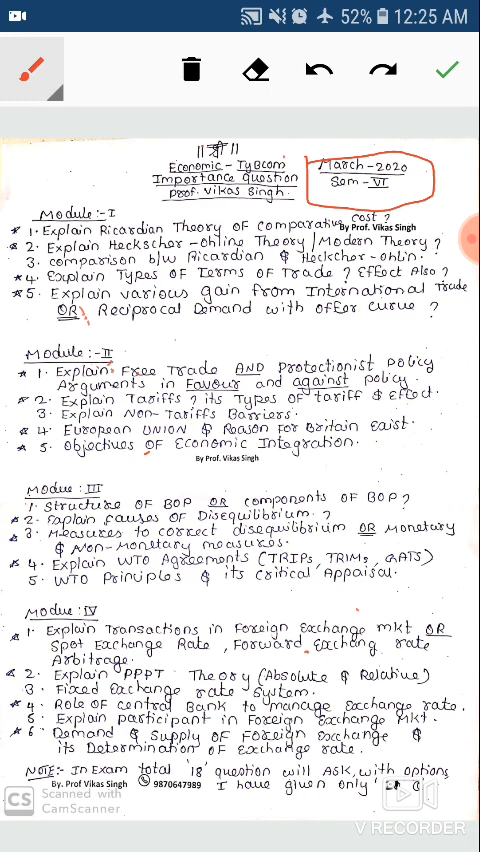 52% 12:25 AM
||श्री||
Economic - TyBcom
Importance Question
Prof. Vikas Singh.
March - 2020
Sem - VI
Module :- I
* 1. Explain Ricardian Theory OF Comparative cost ?
By Prof. Vikas Singh
* 2. Explain Heckscher - ohline Theory / Modern Theory ?
3. comparison b/w Ricardian & Heckcher-ohlin.
* 4. Explain Types of Terms of Trade ? Effect Also ?
* 5. Explain various gain from International Trade
OR Reciprocal Demand with offer curve ?
Module :- II
* 1. Explain Free Trade AND Protectionist policy
Arguments in Favour and against policy.
* 2. Explain Tariffs ? its Types of tariff & Effect.
3. Explain Non-Tariffs Barriers.
* 4. European UNION & Reason For Britain Exist.
* 5. Objectives OF Economic Integration.
By Prof. Vikas Singh
Modue : III
1. Structure OF BOP OR components OF BOP ?
* 2. Explain causes OF Disequilibrium. ?
* 3. Measures to correct disequilibrium OR Monetary
& Non-Monetary measures.
* 4. Explain WTO Agreements (TRIPs, TRIMs, GATS)
5. WTO Principles & its Critical Appaisal.
Modue : IV
* 1. Explain Transactions in Foreign Exchange mkt OR
Spot Exchange Rate, Forward Exchang rate
Arbitrage.
* 2. Explain PPPT Theory (Absolute & Relative)
3. Fixed Exchange rate System.
* 4. Role OF central Bank to manage Exchange rate.
5. Explain participant in Foreign Exchange Mkt.
* 6. Demand & Supply OF Foreign Exchange &
its Determination OF Exchange rate.
NOTE:- In Exam total '18' question will Ask, with options
By. Prof Vikas Singh 9870647989 I have given only
CS Scanned with
CamScanner
V RECORDER